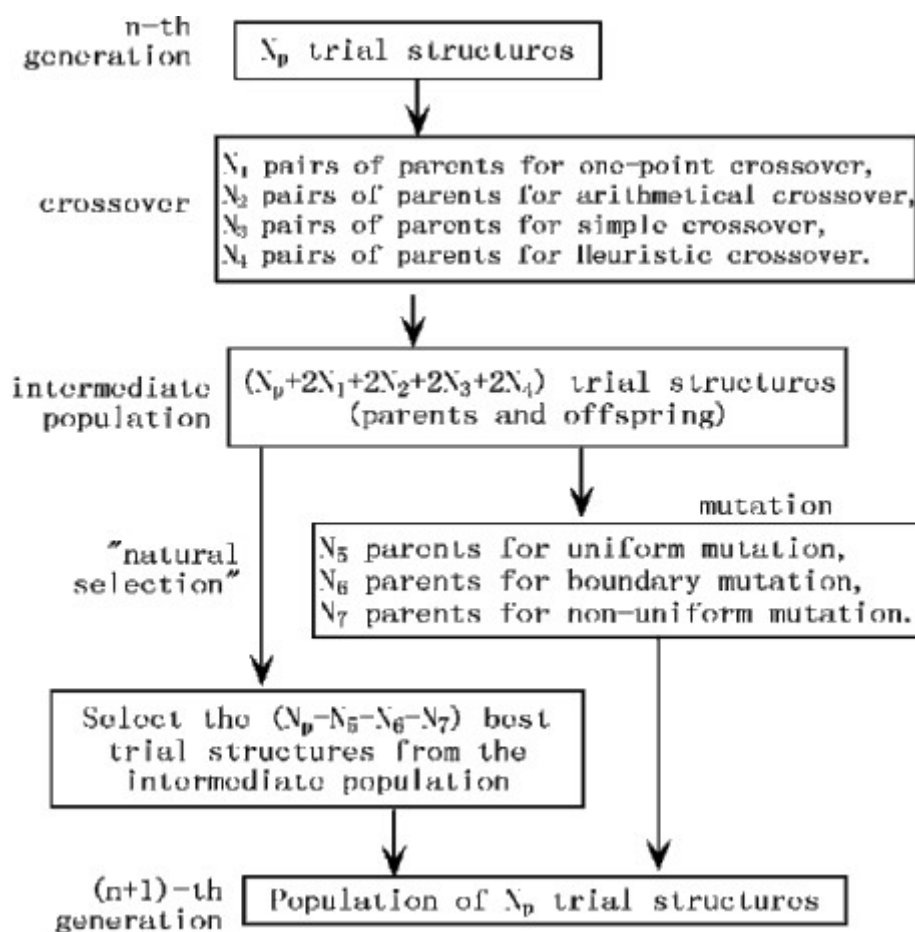 n-th
generation
Nₚ trial structures
crossover
N₁ pairs of parents for one-point crossover,
N₂ pairs of parents for arithmetical crossover,
N₃ pairs of parents for simple crossover,
N₄ pairs of parents for Heuristic crossover.
intermediate
population
(Nₚ+2N₁+2N₂+2N₃+2N₄) trial structures
(parents and offspring)
mutation
"natural
selection"
N₅ parents for uniform mutation,
N₆ parents for boundary mutation,
N₇ parents for non-uniform mutation.
Select the (Nₚ-N₅-N₆-N₇) best
trial structures from the
intermediate population
(n+1)-th
generation
Population of Nₚ trial structures